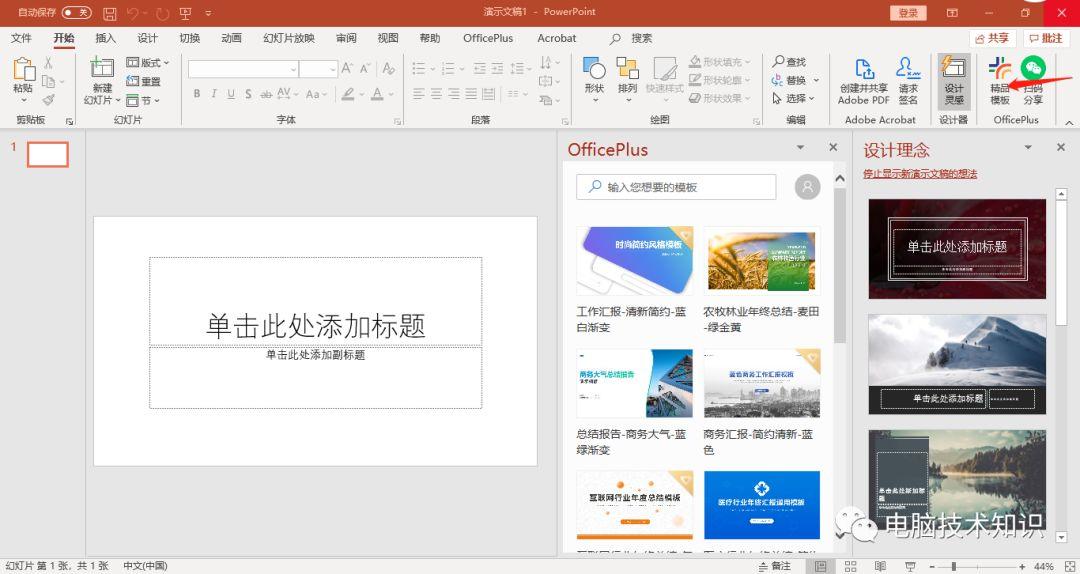 自动保存 关
演示文稿1 - PowerPoint
登录
文件 开始 插入 设计 切换 动画 幻灯片放映 审阅 视图 帮助 OfficePlus Acrobat 搜索
共享 批注
粘贴
剪贴板
新建
幻灯片
版式
重置
节
幻灯片
B I U S ab AV Aa A
字体
段落
形状
排列
快速样式
形状填充
形状轮廓
形状效果
绘图
查找
替换
选择
编辑
创建并共享
Adobe PDF
请求
签名
Adobe Acrobat
设计
灵感
设计器
精品
模板
扫码
分享
OfficePlus
1
单击此处添加标题
单击此处添加副标题
OfficePlus
输入您想要的模板
时尚简约风格模板
工作汇报-清新简约-蓝
白渐变
农牧林业年终总结-麦田
-绿金黄
商务大气总结报告
总结报告-商务大气-蓝
绿渐变
蓝色商务工作汇报模板
商务汇报-简约清新-蓝
色
互联网行业年度总结模板
医疗行业年终汇报通用模板
设计理念
停止显示新演示文稿的想法
单击此处添加标题
单击此处添加标题
单击此处添加标
题
电脑技术知识
幻灯片 第 1 张，共 1 张 中文(中国)
备注
44%